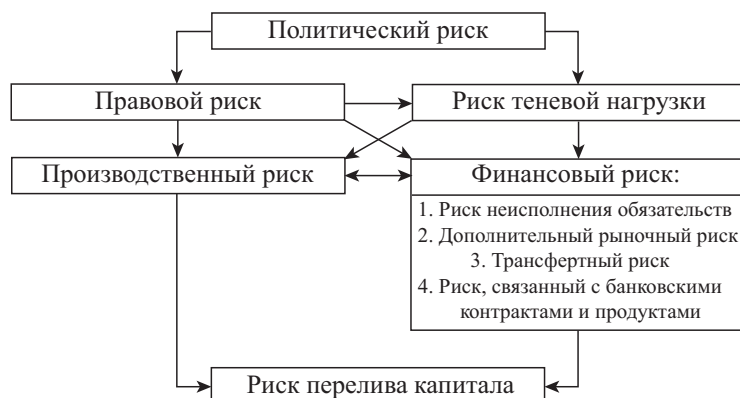 Политический риск
Правовой риск
Риск теневой нагрузки
Производственный риск
Финансовый риск:
1. Риск неисполнения обязательств
2. Дополнительный рыночный риск
3. Трансфертный риск
4. Риск, связанный с банковскими
контрактами и продуктами
Риск перелива капитала